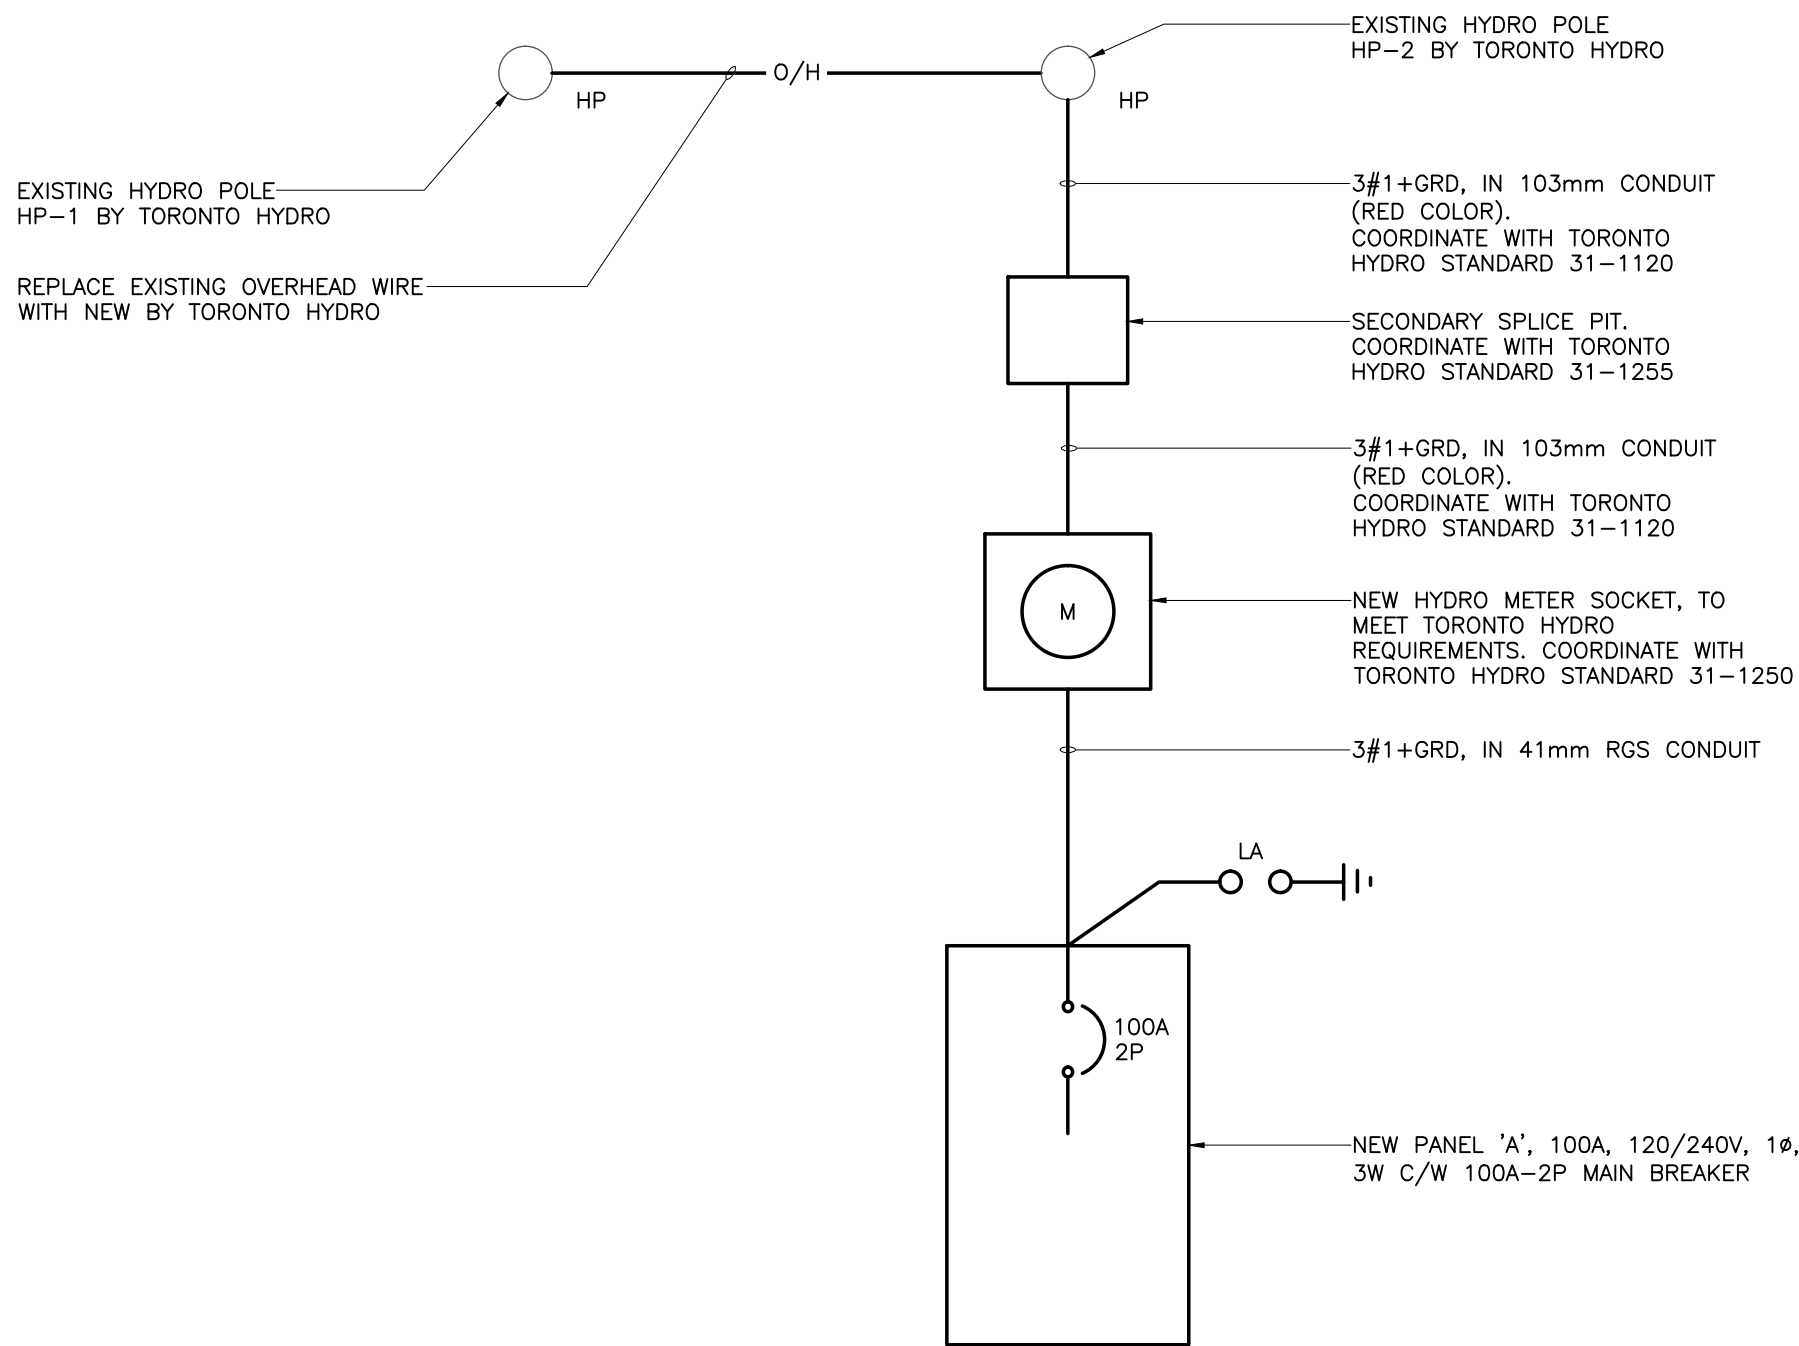 EXISTING HYDRO POLE
HP-2 BY TORONTO HYDRO
O/H
HP
HP
EXISTING HYDRO POLE
HP-1 BY TORONTO HYDRO
REPLACE EXISTING OVERHEAD WIRE
WITH NEW BY TORONTO HYDRO
3#1+GRD, IN 103mm CONDUIT
(RED COLOR).
COORDINATE WITH TORONTO
HYDRO STANDARD 31-1120
SECONDARY SPLICE PIT.
COORDINATE WITH TORONTO
HYDRO STANDARD 31-1255
3#1+GRD, IN 103mm CONDUIT
(RED COLOR).
COORDINATE WITH TORONTO
HYDRO STANDARD 31-1120
M
NEW HYDRO METER SOCKET, TO
MEET TORONTO HYDRO
REQUIREMENTS. COORDINATE WITH
TORONTO HYDRO STANDARD 31-1250
3#1+GRD, IN 41mm RGS CONDUIT
LA
100A
2P
NEW PANEL 'A', 100A, 120/240V, 1ø,
3W C/W 100A-2P MAIN BREAKER